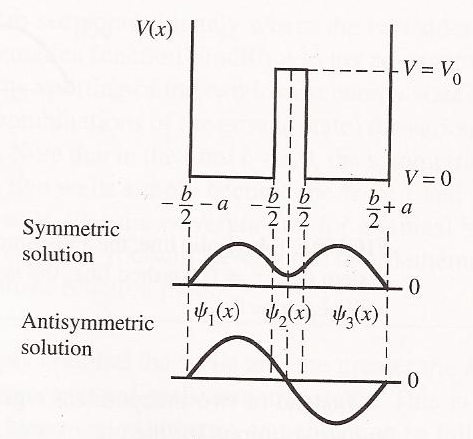 V(x)
V = V₀
V = 0
-b/2 - a
-b/2
b/2
b/2 + a
Symmetric
solution
0
ψ₁(x)
ψ₂(x)
ψ₃(x)
Antisymmetric
solution
0